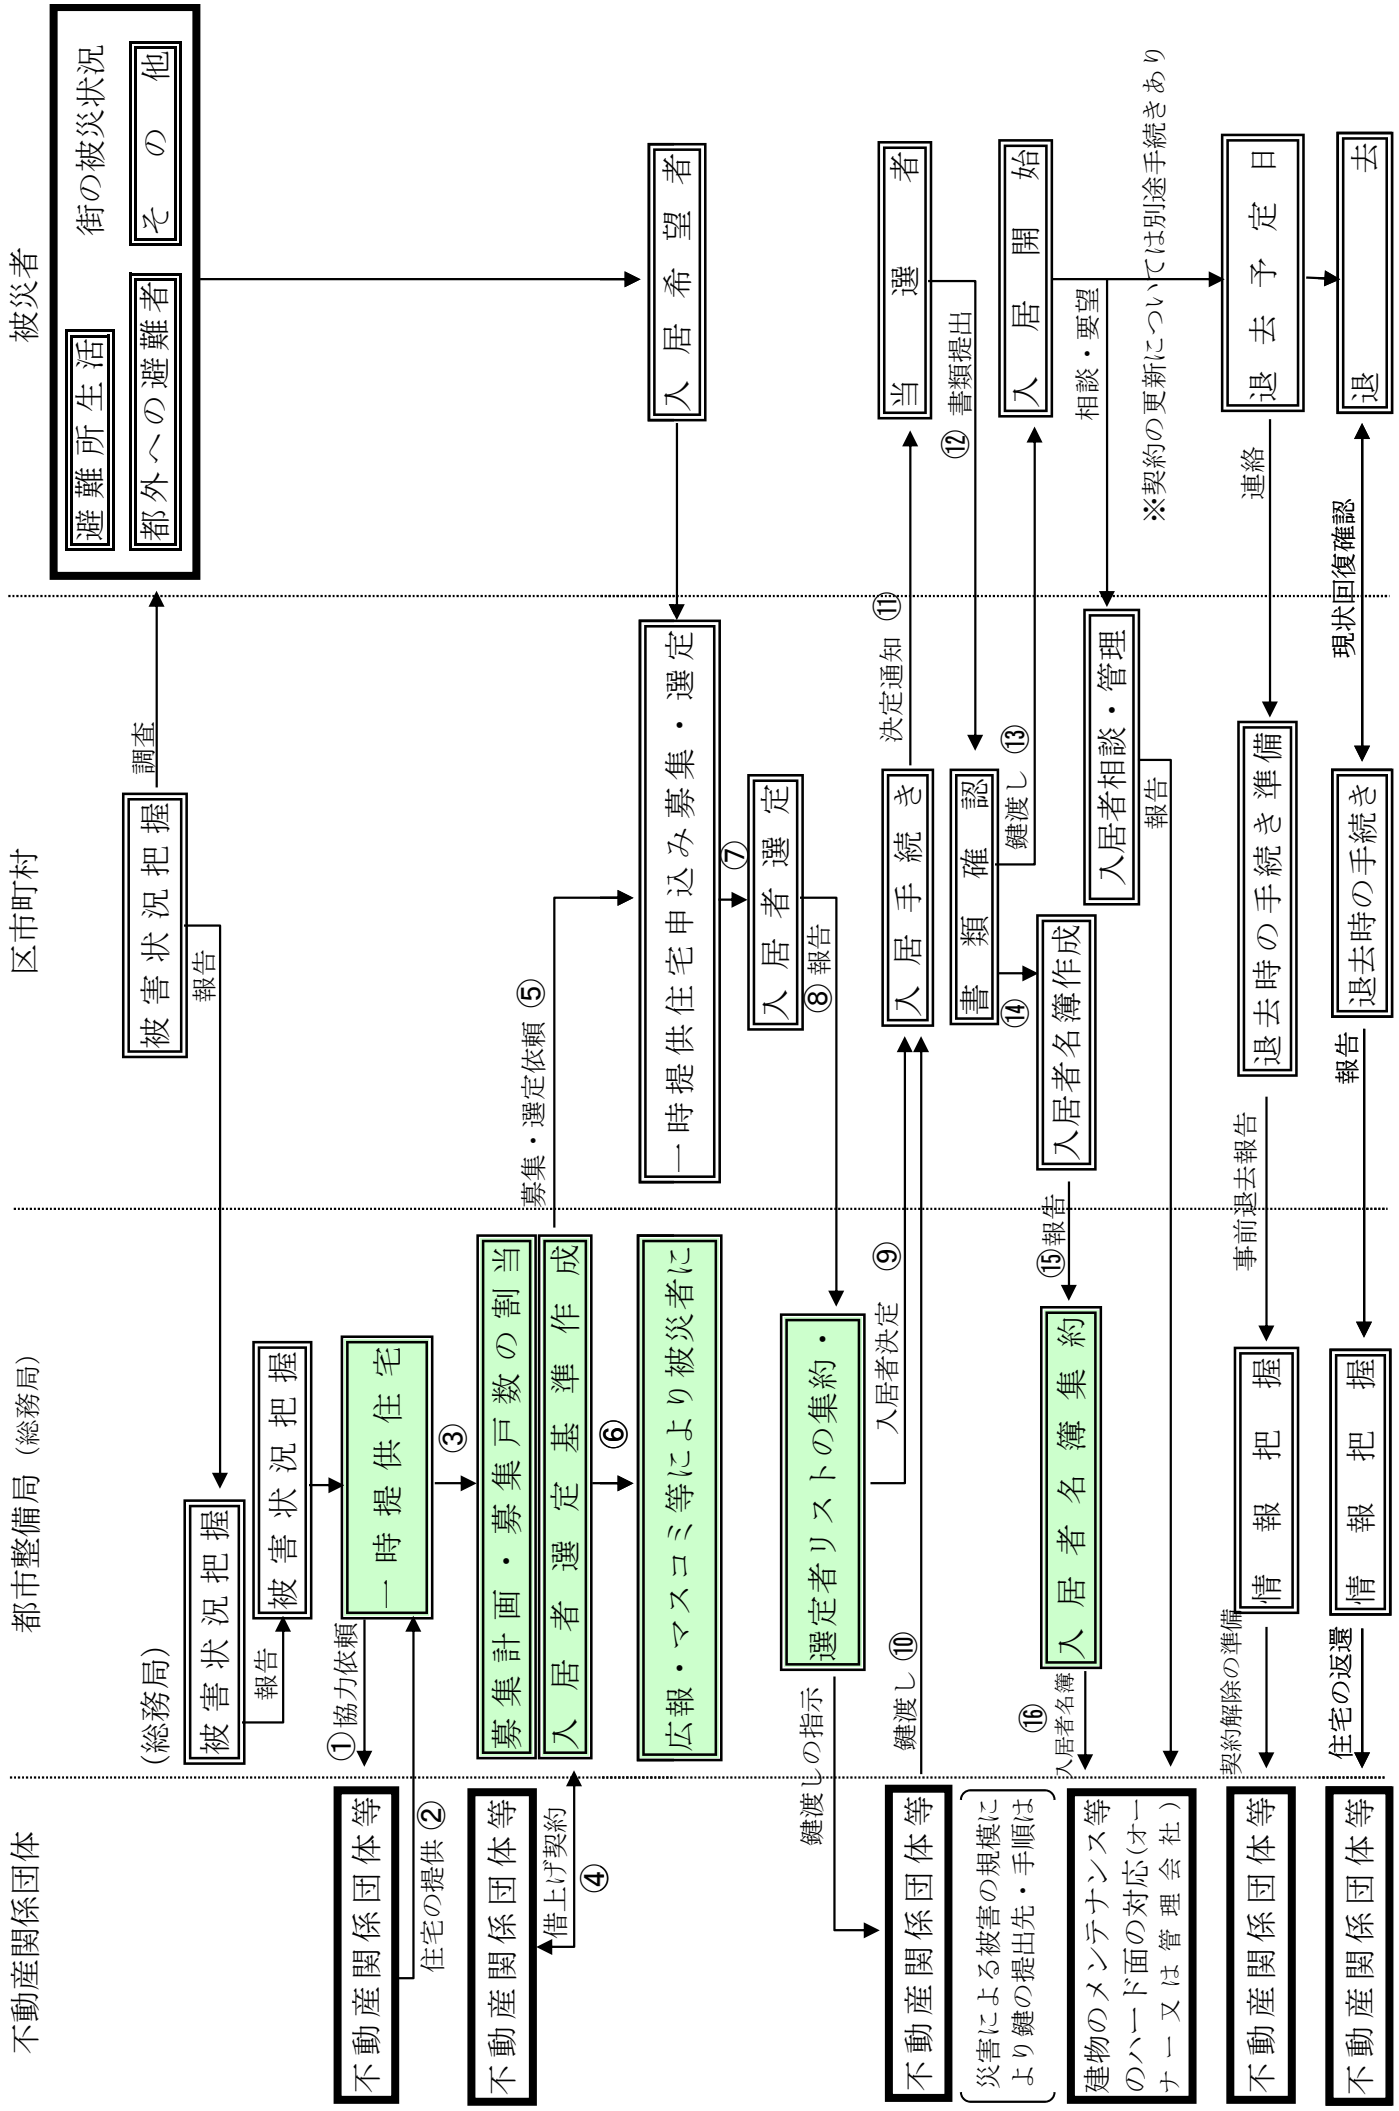 不動産関係団体
都市整備局（総務局）
区市町村
被災者
避難所生活
街の被災状況
都外への避難者
その他
調査
被害状況把握
報告
(総務局)
被害状況把握
報告
被害状況把握
一時提供住宅
①協力依頼
不動産関係団体等
住宅の提供②
③
募集計画・募集戸数の割当
入居者選定基準作成
不動産関係団体等
借上げ契約
④
募集・選定依頼⑤
⑥
広報・マスコミ等により被災者に
入居希望者
一時提供住宅申込み募集・選定
⑦
入居者選定
⑧報告
選定者リストの集約・
鍵渡しの指示
入居者決定⑨
不動産関係団体等
鍵渡し⑩
入居手続き
決定通知⑪
当選者
⑫書類提出
書類確認
鍵渡し⑬
入居開始
災害による被害の規模に
より鍵の提出先・手順は
⑭
入居者名簿作成
⑮報告
入居者名簿集約
⑯
入居者名簿
相談・要望
入居者相談・管理
報告
建物のメンテナンス等
のハード面の対応(オー
ナー又は管理会社)
※契約の更新については別途手続きあり
退去予定日
連絡
退去時の手続き準備
事前退去報告
情報把握
契約解除の準備
不動産関係団体等
退去
現状回復確認
退去時の手続き
報告
情報把握
住宅の返還
不動産関係団体等